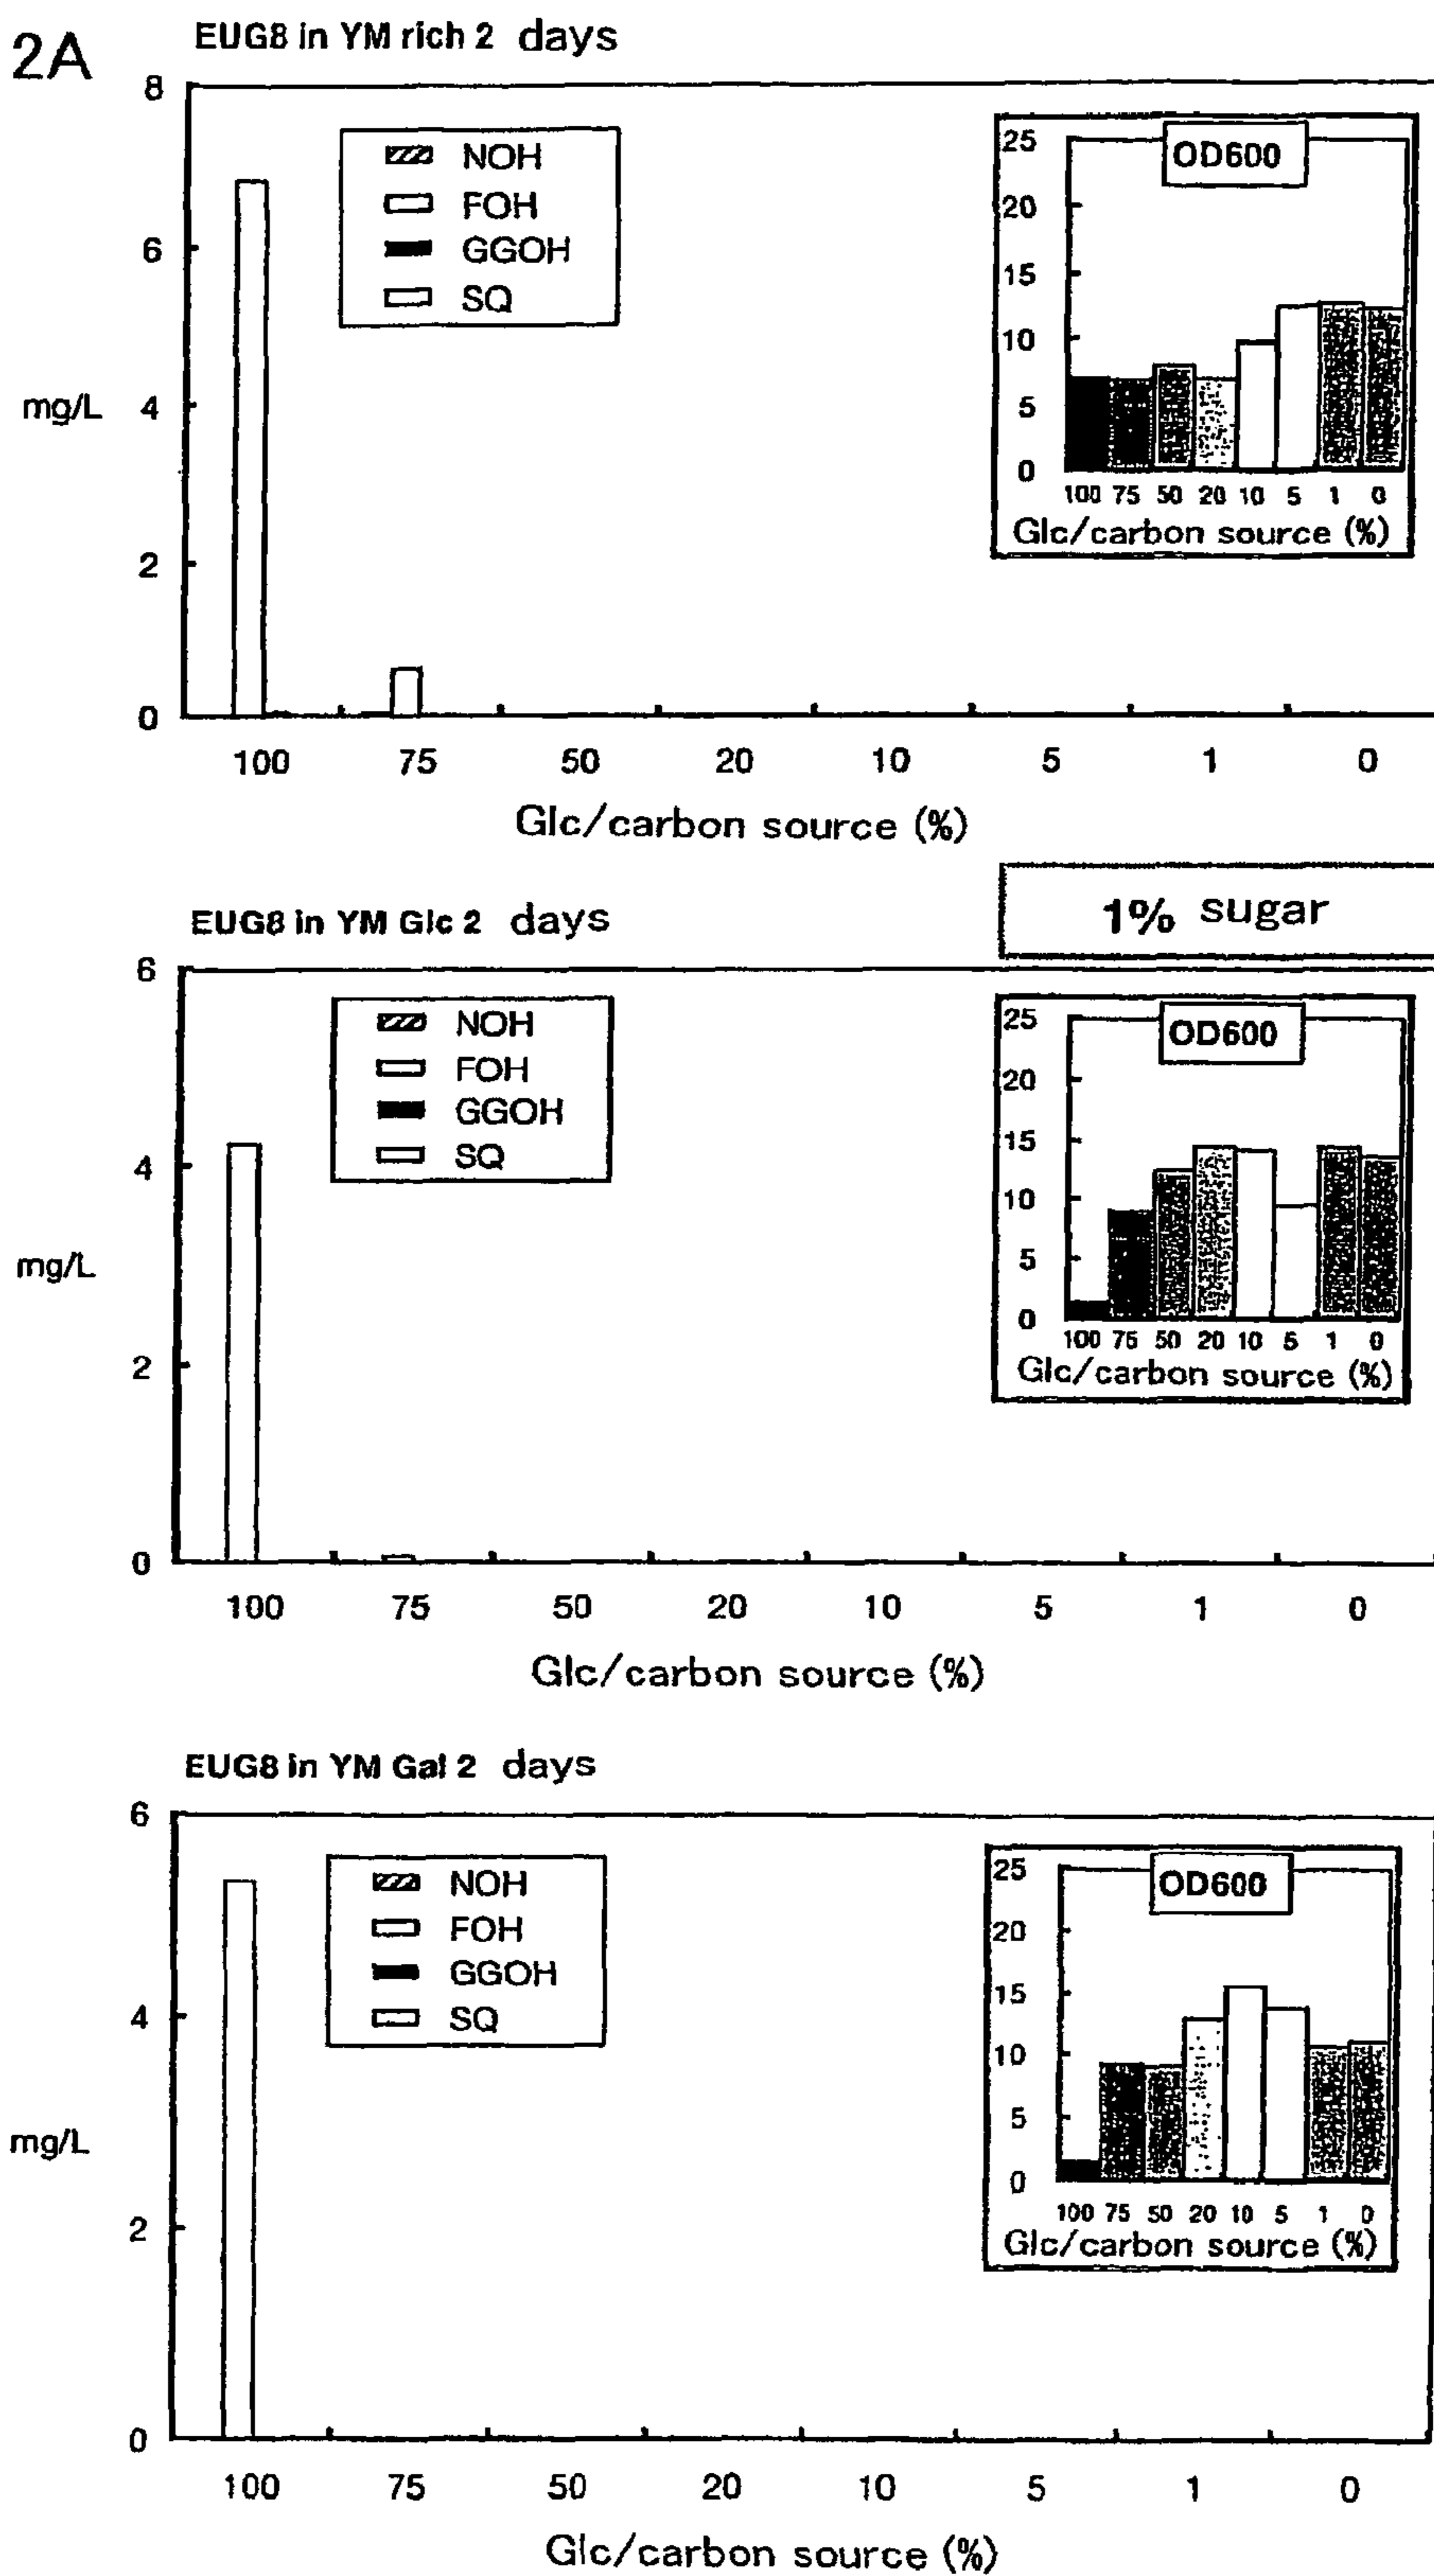 2A
EUG8 in YM rich 2 days
8
6
4
2
0
mg/L
NOH
FOH
GGOH
SQ
OD600
25
20
15
10
5
0
100 75 50 20 10 5 1 0
Glc/carbon source (%)
100 75 50 20 10 5 1 0
Glc/carbon source (%)
1% sugar
EUG8 in YM Glc 2 days
6
4
2
0
mg/L
NOH
FOH
GGOH
SQ
OD600
25
20
15
10
5
0
100 75 50 20 10 5 1 0
Glc/carbon source (%)
100 75 50 20 10 5 1 0
Glc/carbon source (%)
EUG8 in YM Gal 2 days
6
4
2
0
mg/L
NOH
FOH
GGOH
SQ
OD600
25
20
15
10
5
0
100 75 50 20 10 5 1 0
Glc/carbon source (%)
100 75 50 20 10 5 1 0
Glc/carbon source (%)